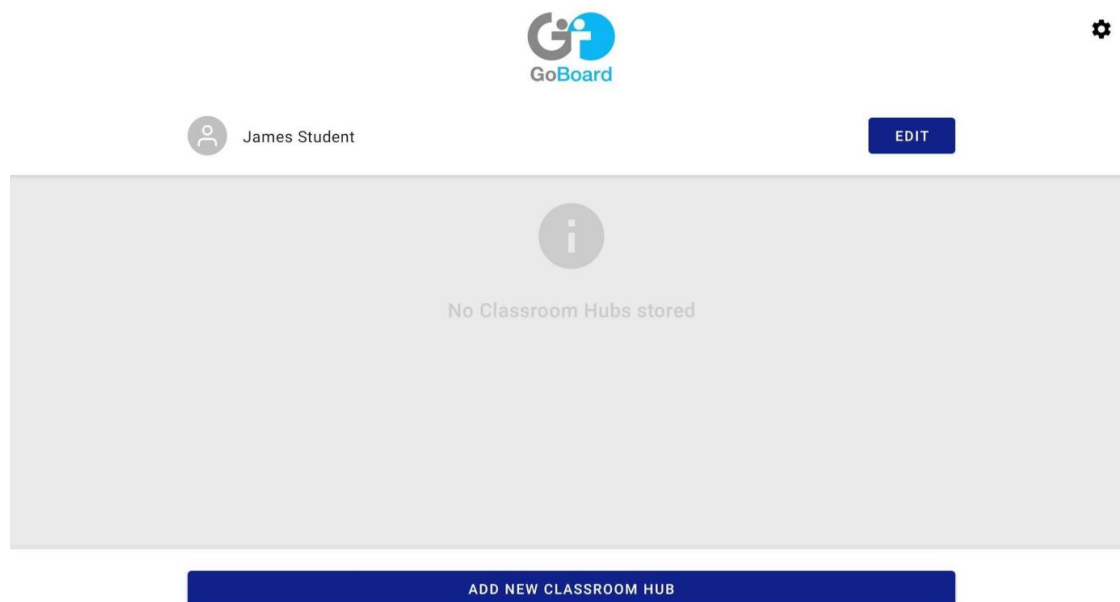 GoBoard
James Student
EDIT
No Classroom Hubs stored
ADD NEW CLASSROOM HUB